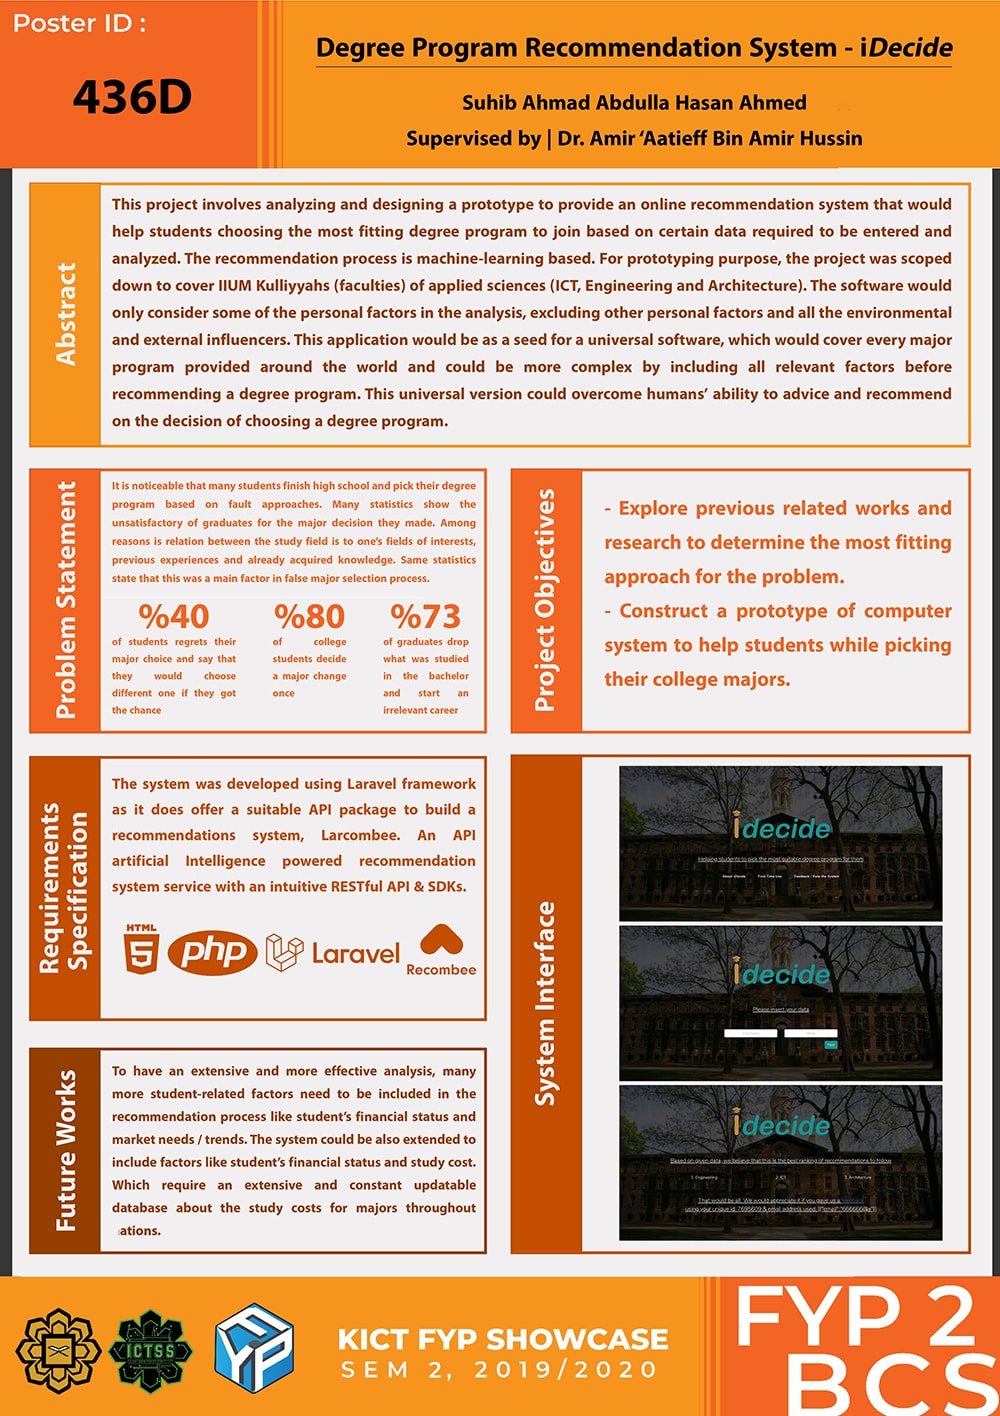 Poster ID :
436D
Degree Program Recommendation System - iDecide
Suhib Ahmad Abdulla Hasan Ahmed
Supervised by | Dr. Amir ‘Aatieff Bin Amir Hussin
Abstract
This project involves analyzing and designing a prototype to provide an online recommendation system that would
help students choosing the most fitting degree program to join based on certain data required to be entered and
analyzed. The recommendation process is machine-learning based. For prototyping purpose, the project was scoped
down to cover IIUM Kulliyyahs (faculties) of applied sciences (ICT, Engineering and Architecture). The software would
only consider some of the personal factors in the analysis, excluding other personal factors and all the environmental
and external influencers. This application would be as a seed for a universal software, which would cover every major
program provided around the world and could be more complex by including all relevant factors before
recommending a degree program. This universal version could overcome humans’ ability to advice and recommend
on the decision of choosing a degree program.
Problem Statement
It is noticeable that many students finish high school and pick their degree
program based on fault approaches. Many statistics show the
unsatisfactory of graduates for the major decision they made. Among
reasons is relation between the study field is to one’s fields of interests,
previous experiences and already acquired knowledge. Same statistics
state that this was a main factor in false major selection process.
%40
of students regrets their
major choice and say that
they would choose
different one if they got
the chance
%80
of college
students decide
a major change
once
%73
of graduates drop
what was studied
in the bachelor
and start an
irrelevant career
Project Objectives
- Explore previous related works and
research to determine the most fitting
approach for the problem.
- Construct a prototype of computer
system to help students while picking
their college majors.
Requirements
Specification
The system was developed using Laravel framework
as it does offer a suitable API package to build a
recommendations system, Larcombee. An API
artificial Intelligence powered recommendation
system service with an intuitive RESTful API & SDKs.
HTML
5
php
Laravel
Recombee
System Interface
idecide
Helping students to pick the most suitable degree program for them
About iDecide First Time Use Feedback / Rate the System
idecide
Please insert your data
Next
idecide
Based on given data, we believe that this is the best ranking of recommendations to follow
1. Engineering 2. ICT 3. Architecture
That would be all. We would appreciate it if you gave us a feedback
using your unique id: 7695609 & email address used.
Future Works
To have an extensive and more effective analysis, many
more student-related factors need to be included in the
recommendation process like student’s financial status and
market needs / trends. The system could be also extended to
include factors like student’s financial status and study cost.
Which require an extensive and constant updatable
database about the study costs for majors throughout
nations.
ICTSS
FYP
KICT FYP SHOWCASE
SEM 2, 2019/2020
FYP 2
BCS